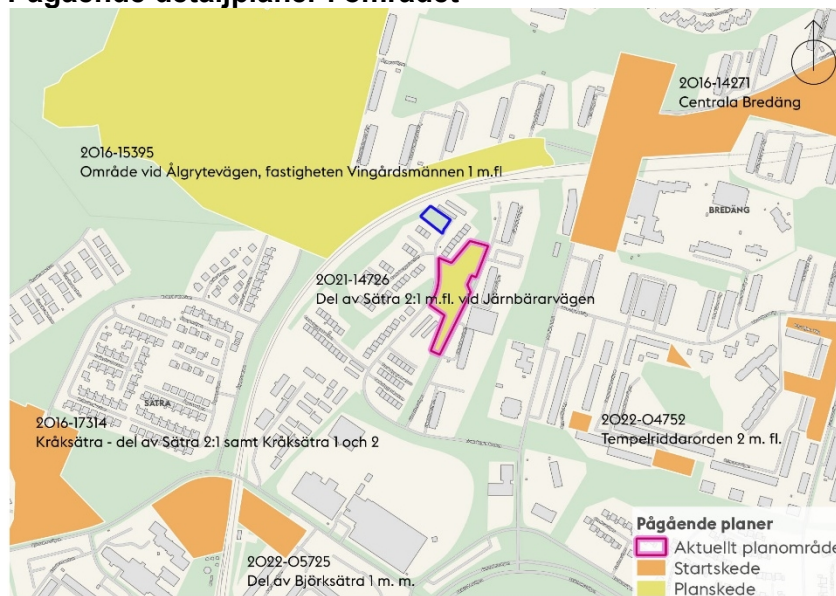 Pågående detaljplaner i området
2016-14271
Centrala Bredäng
2016-15395
Område vid Ålgrytevägen, fastigheten Vingårdsmännen 1 m.fl
BREDÄNG
2021-14726
Del av Sätra 2:1 m.fl. vid Järnbärarvägen
SÄTRA
2016-17314
Kråksätra - del av Sätra 2:1 samt Kråksätra 1 och 2
2022-04752
Tempelriddarorden 2 m. fl.
2022-05725
Del av Björksätra 1 m. m.
Pågående planer
Aktuellt planområde
Startskede
Planskede